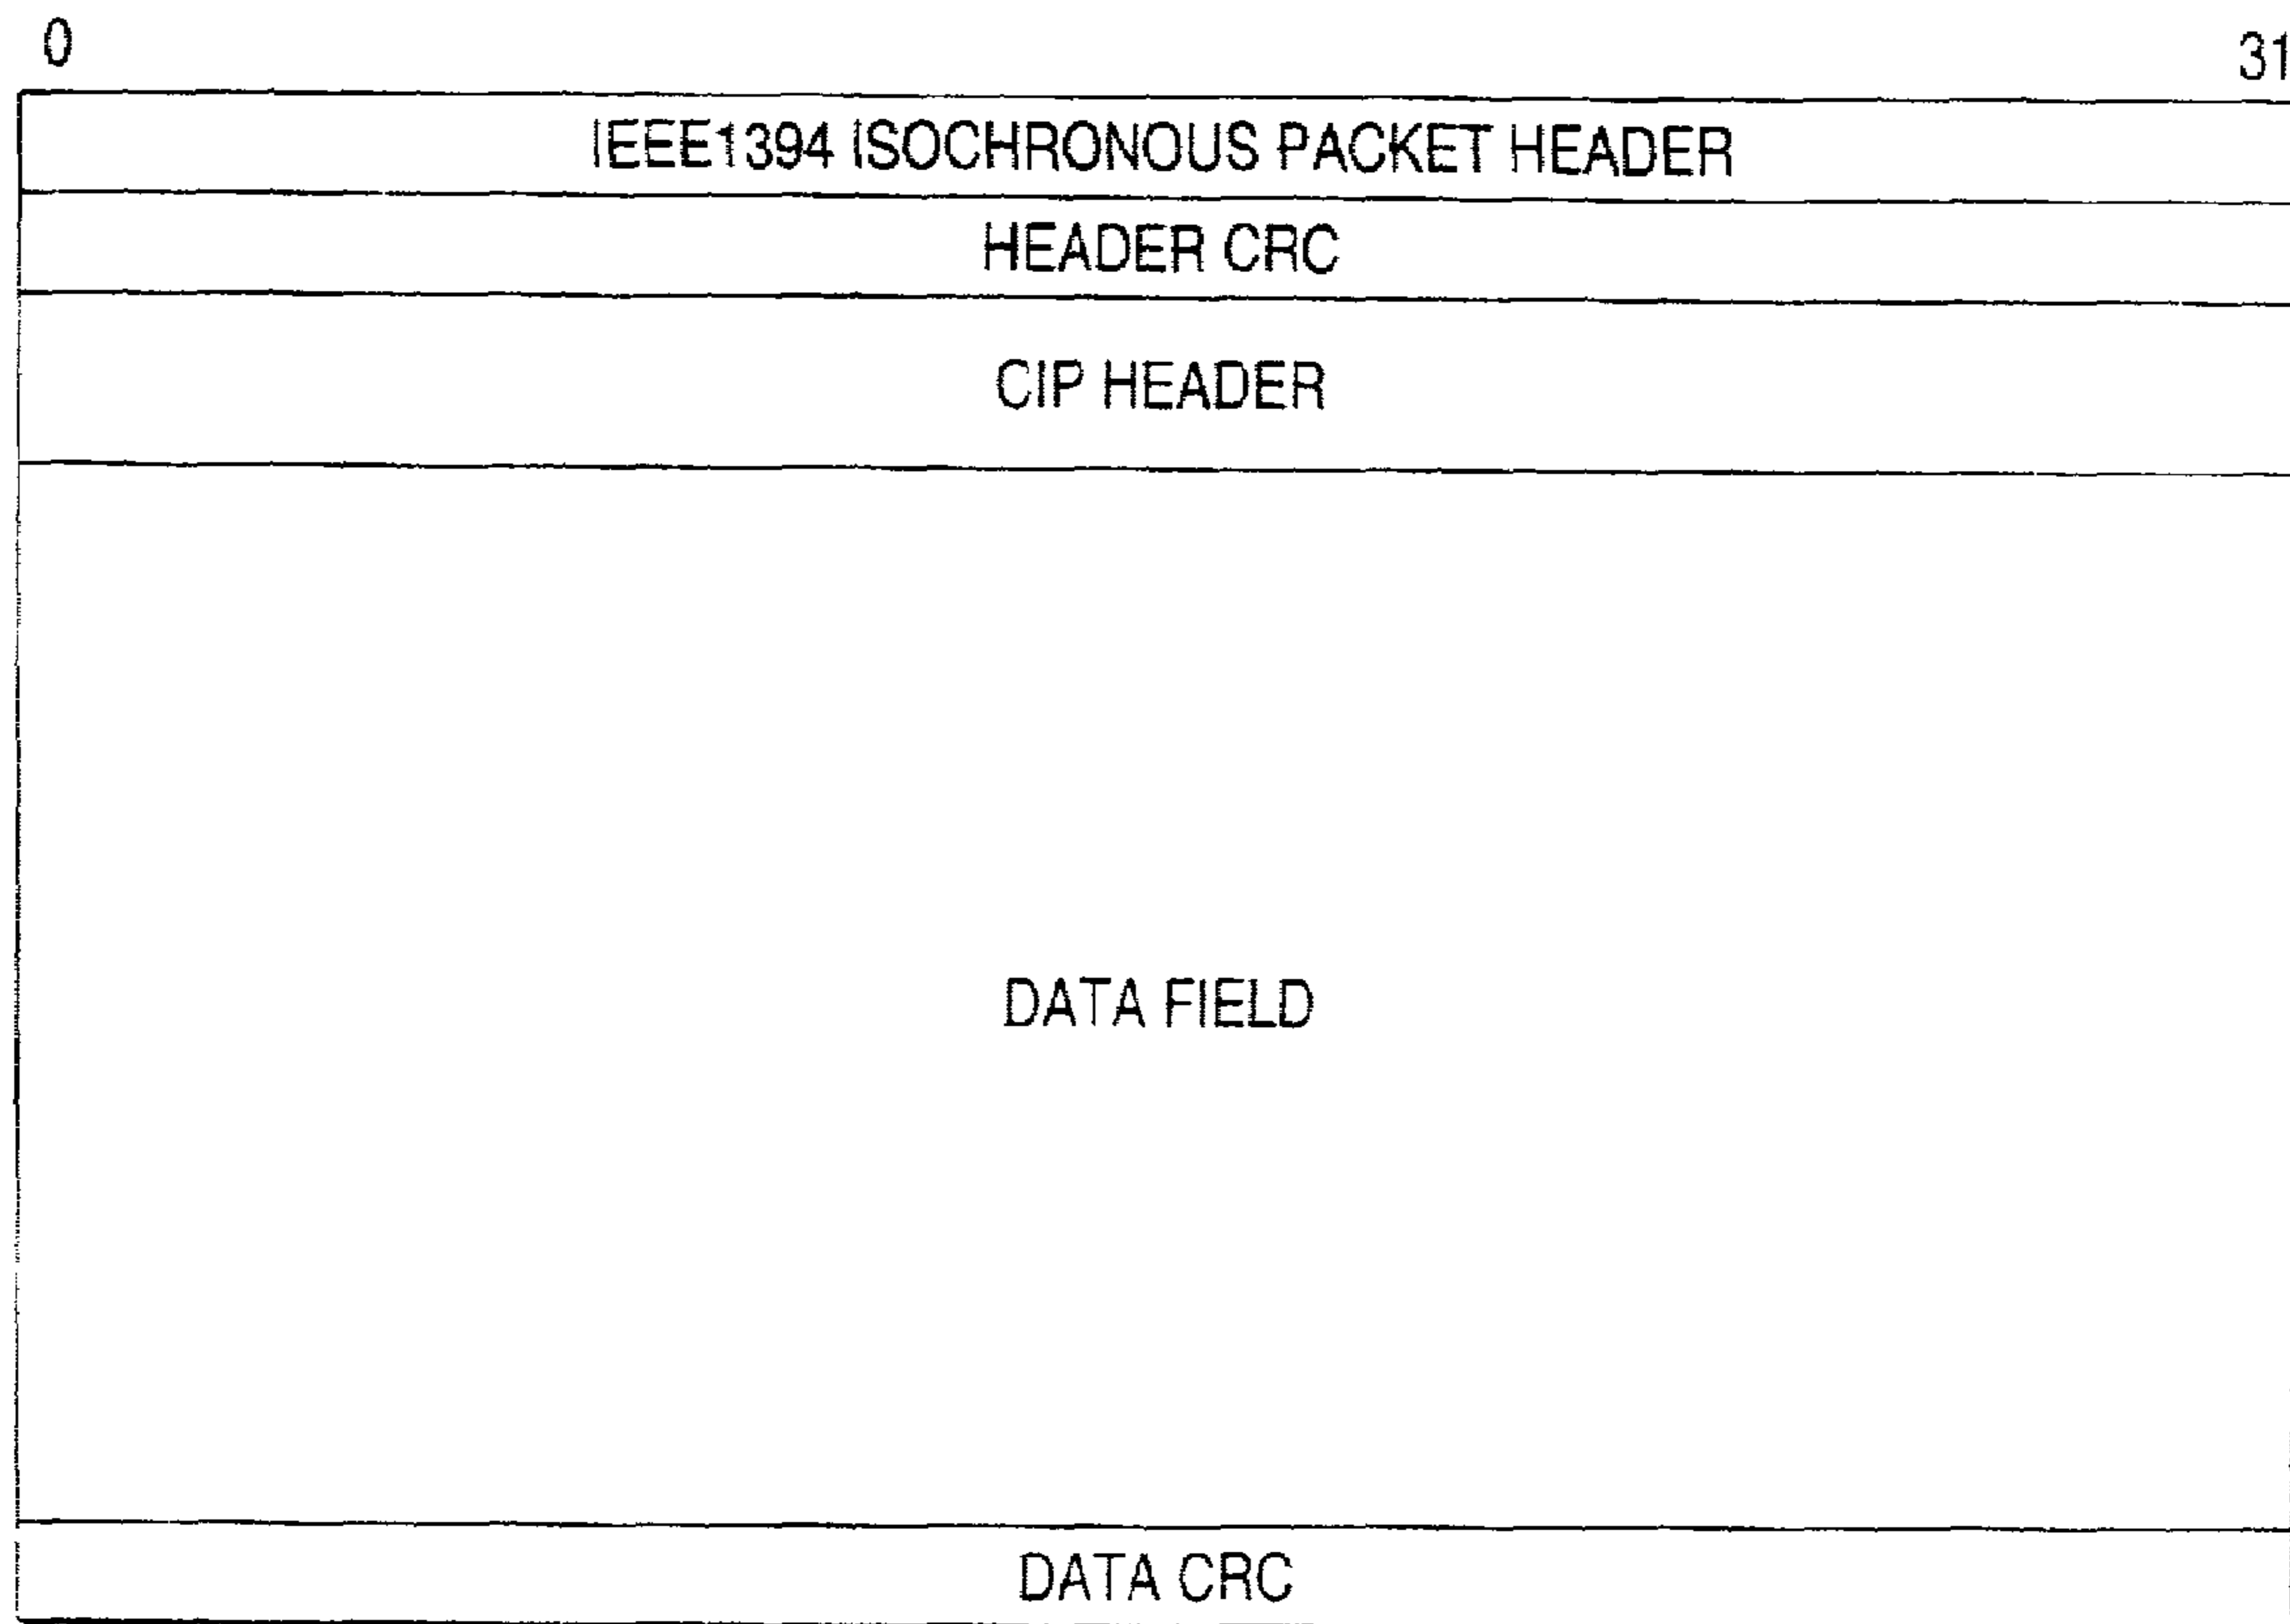 0 31
IEEE1394 ISOCHRONOUS PACKET HEADER
HEADER CRC
CIP HEADER
DATA FIELD
DATA CRC